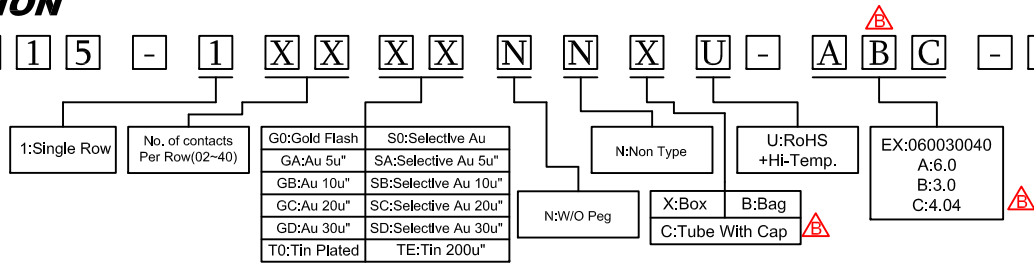 ION
1 5 - 1 X X X X N N X U - A B C -
B
1:Single Row
No. of contacts
Per Row(02~40)
G0:Gold Flash S0:Selective Au
GA:Au 5u" SA:Selective Au 5u"
GB:Au 10u" SB:Selective Au 10u"
GC:Au 20u" SC:Selective Au 20u"
GD:Au 30u" SD:Selective Au 30u"
T0:Tin Plated TE:Tin 200u"
N:W/O Peg
N:Non Type
X:Box B:Bag
C:Tube With Cap
B
U:RoHS
+Hi-Temp.
EX:060030040
A:6.0
B:3.0
C:4.04
B